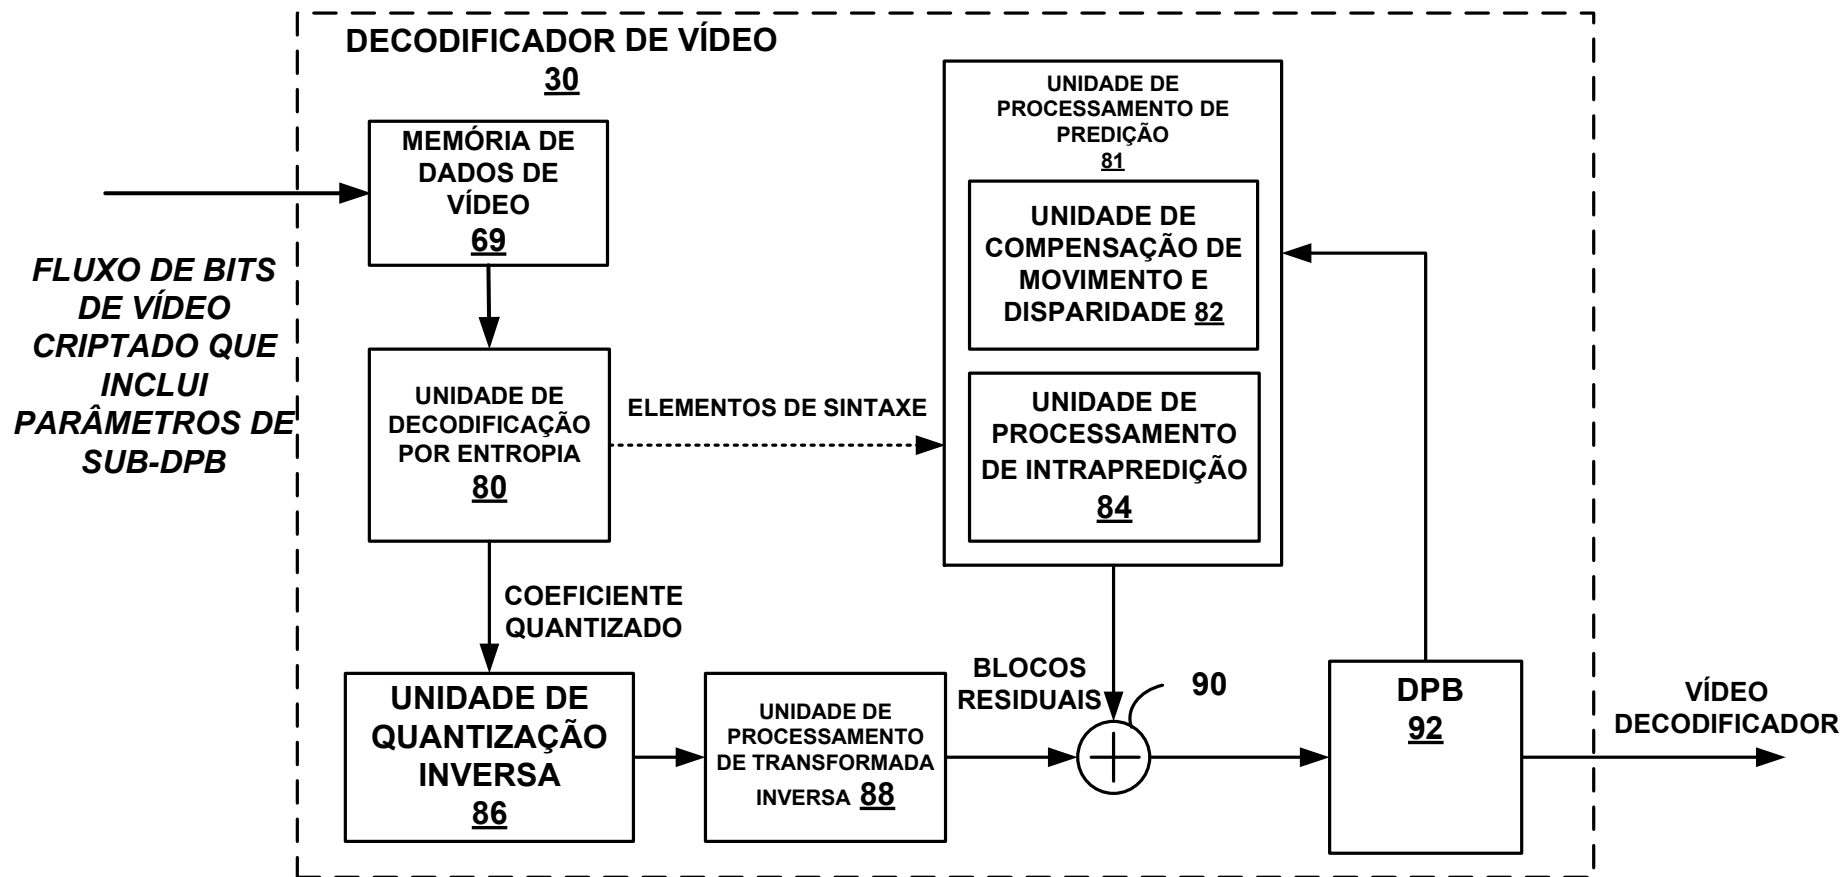 DECODIFICADOR DE VÍDEO
30
MEMÓRIA DE
DADOS DE
VÍDEO
69
FLUXO DE BITS
DE VÍDEO
CRIPTADO QUE
INCLUI
PARÂMETROS DE
SUB-DPB
UNIDADE DE
DECODIFICAÇÃO
POR ENTROPIA
80
ELEMENTOS DE SINTAXE
UNIDADE DE
PROCESSAMENTO DE
PREDIÇÃO
81
UNIDADE DE
COMPENSAÇÃO DE
MOVIMENTO E
DISPARIDADE 82
UNIDADE DE
PROCESSAMENTO
DE INTRAPREDIÇÃO
84
COEFICIENTE
QUANTIZADO
UNIDADE DE
QUANTIZAÇÃO
INVERSA
86
UNIDADE DE
PROCESSAMENTO
DE TRANSFORMADA
INVERSA 88
BLOCOS
RESIDUAIS
90
DPB
92
VÍDEO
DECODIFICADOR